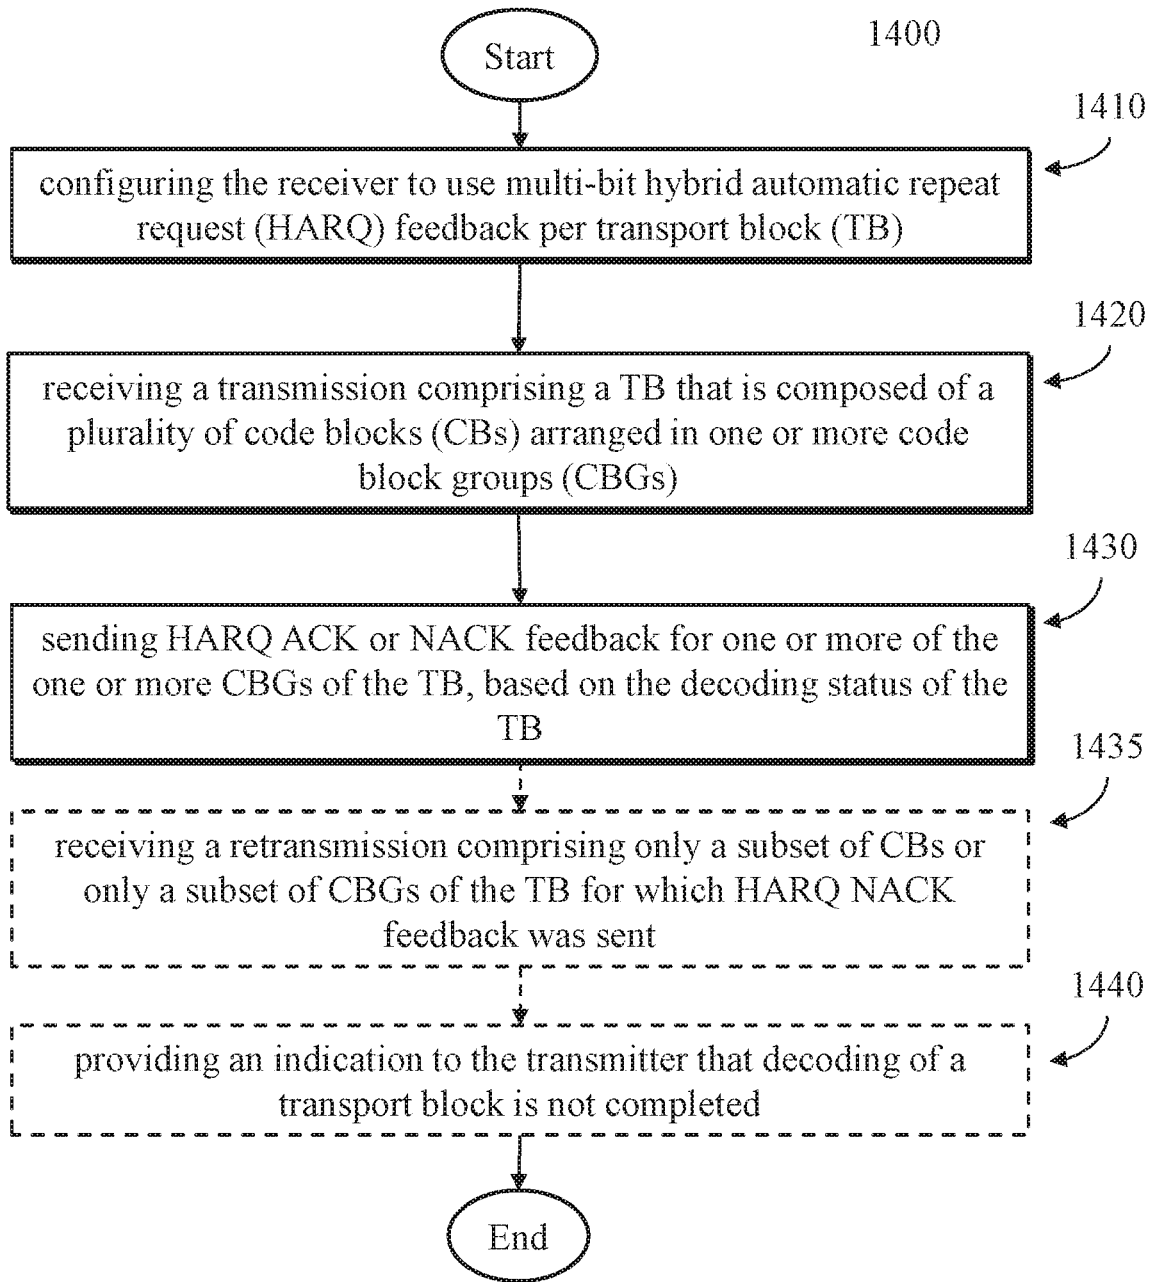 1400
Start
1410
configuring the receiver to use multi-bit hybrid automatic repeat
request (HARQ) feedback per transport block (TB)
1420
receiving a transmission comprising a TB that is composed of a
plurality of code blocks (CBs) arranged in one or more code
block groups (CBGs)
1430
sending HARQ ACK or NACK feedback for one or more of the
one or more CBGs of the TB, based on the decoding status of the
TB
1435
receiving a retransmission comprising only a subset of CBs or
only a subset of CBGs of the TB for which HARQ NACK
feedback was sent
1440
providing an indication to the transmitter that decoding of a
transport block is not completed
End